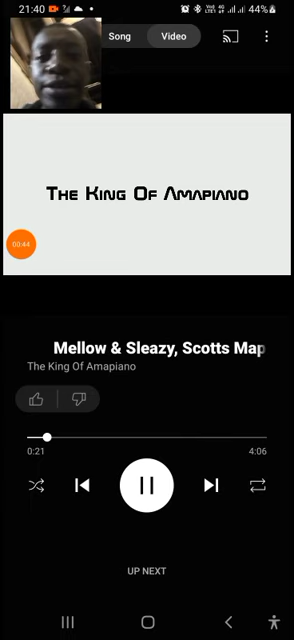 21:40
44%
Song Video
THE KING OF AMAPIANO
00:44
Mellow & Sleazy, Scotts Map
The King Of Amapiano
0:21 4:06
UP NEXT